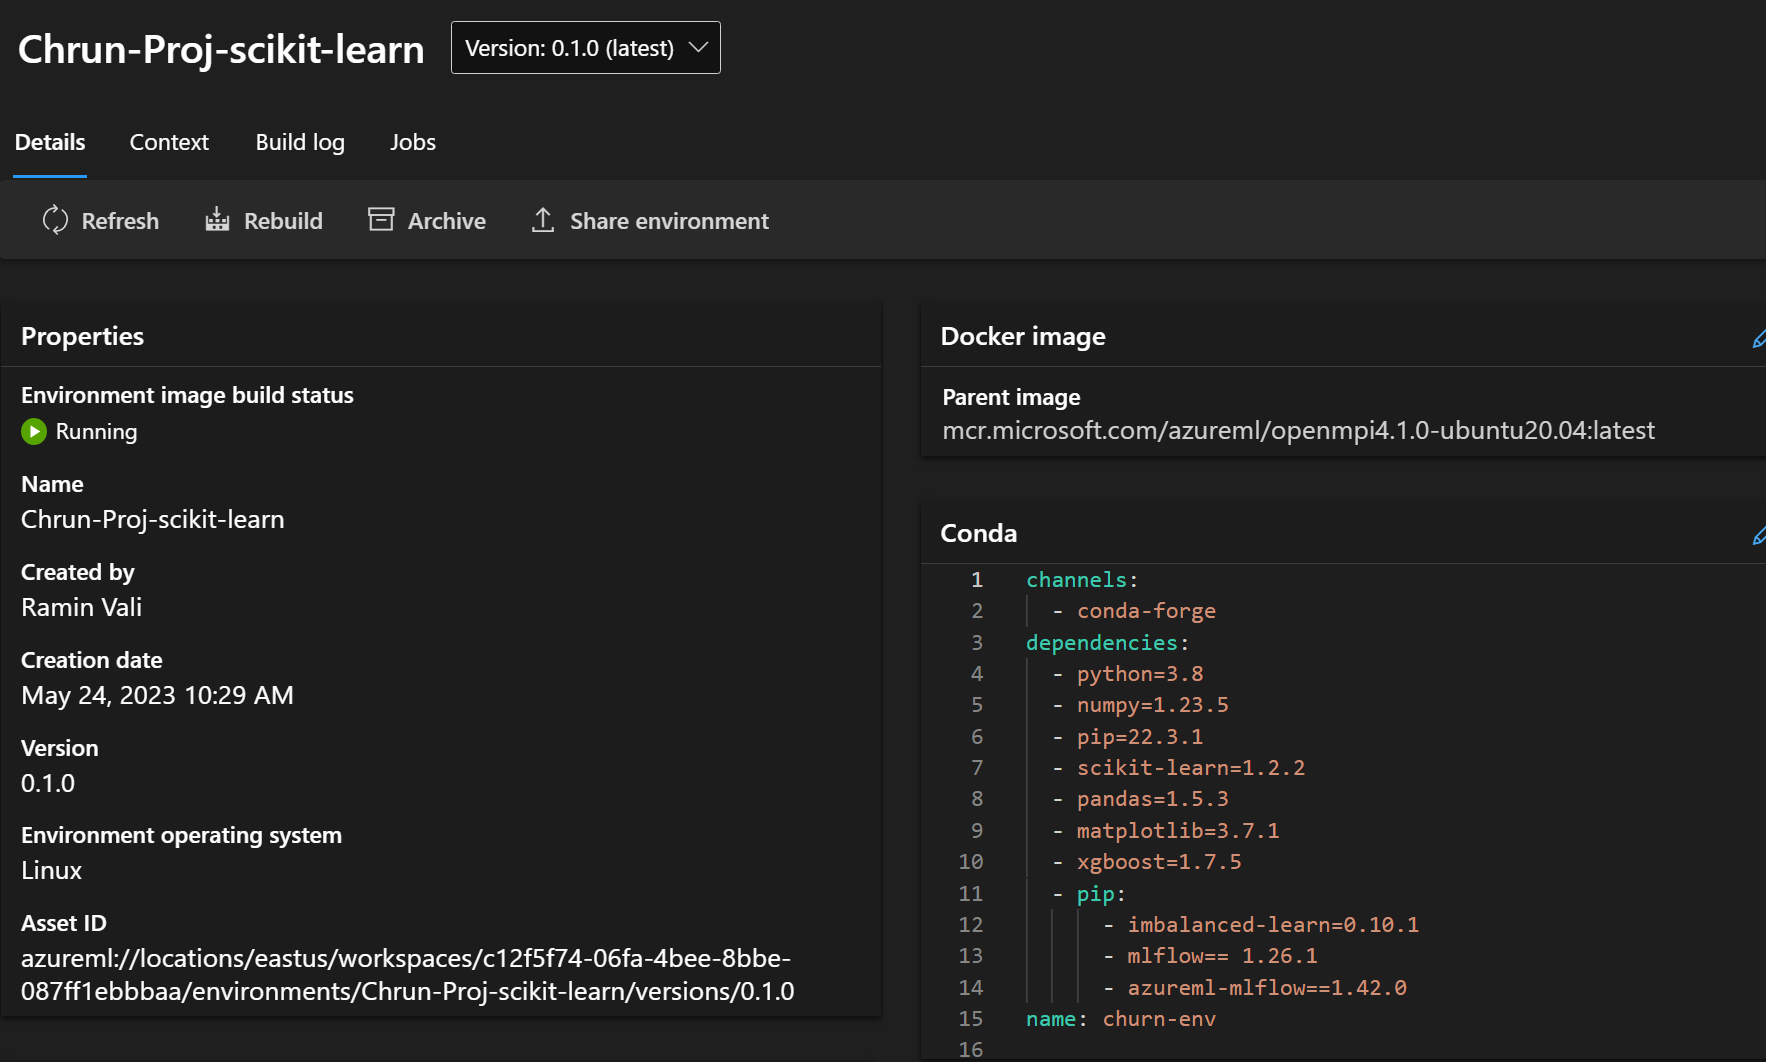 Chrun-Proj-scikit-learn
Version: 0.1.0 (latest)
Details Context Build log Jobs
Refresh Rebuild Archive Share environment
Properties
Environment image build status
Running
Name
Chrun-Proj-scikit-learn
Created by
Ramin Vali
Creation date
May 24, 2023 10:29 AM
Version
0.1.0
Environment operating system
Linux
Asset ID
azureml://locations/eastus/workspaces/c12f5f74-06fa-4bee-8bbe-
087ff1ebbbaa/environments/Chrun-Proj-scikit-learn/versions/0.1.0
Docker image
Parent image
mcr.microsoft.com/azureml/openmpi4.1.0-ubuntu20.04:latest
Conda
1 channels:
2 - conda-forge
3 dependencies:
4 - python=3.8
5 - numpy=1.23.5
6 - pip=22.3.1
7 - scikit-learn=1.2.2
8 - pandas=1.5.3
9 - matplotlib=3.7.1
10 - xgboost=1.7.5
11 - pip:
12 - imbalanced-learn=0.10.1
13 - mlflow== 1.26.1
14 - azureml-mlflow==1.42.0
15 name: churn-env
16